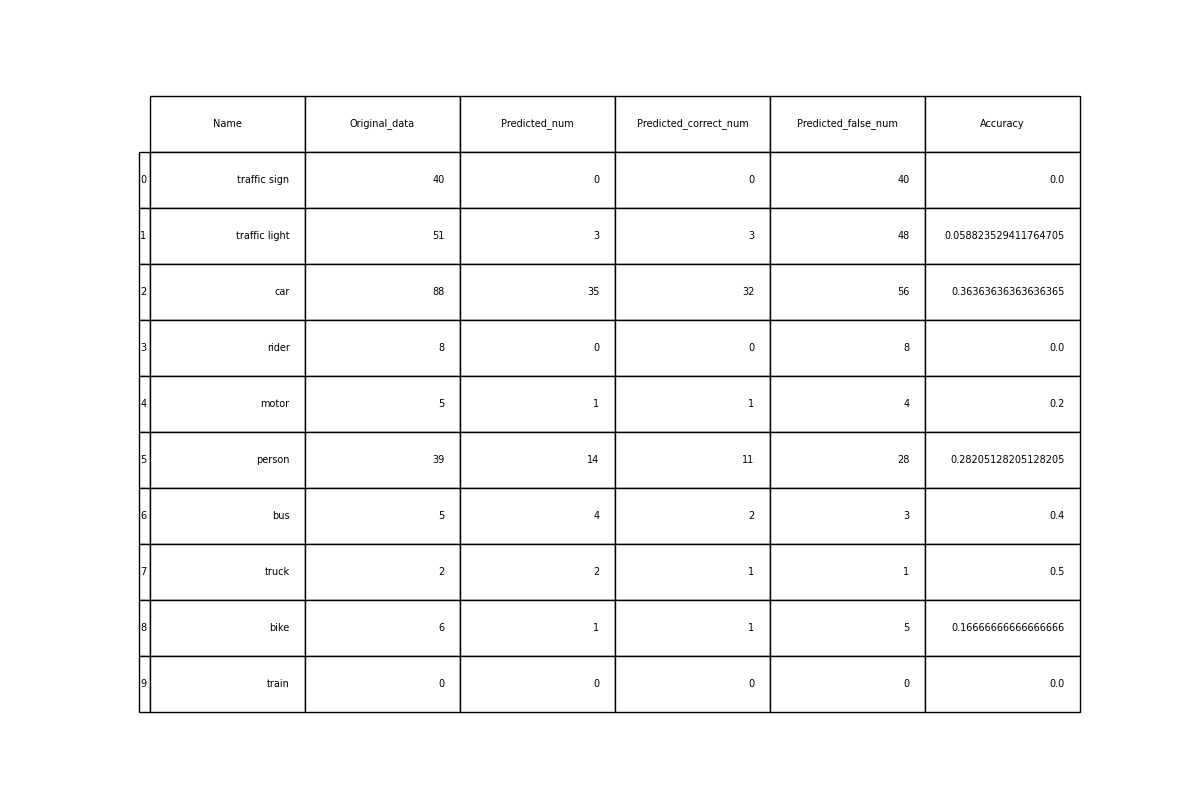 Name Original_data Predicted_num Predicted_correct_num Predicted_false_num Accuracy
0 traffic sign 40 0 0 40 0.0
1 traffic light 51 3 3 48 0.058823529411764705
2 car 88 35 32 56 0.36363636363636365
3 rider 8 0 0 8 0.0
4 motor 5 1 1 4 0.2
5 person 39 14 11 28 0.28205128205128205
6 bus 5 4 2 3 0.4
7 truck 2 2 1 1 0.5
8 bike 6 1 1 5 0.16666666666666666
9 train 0 0 0 0 0.0